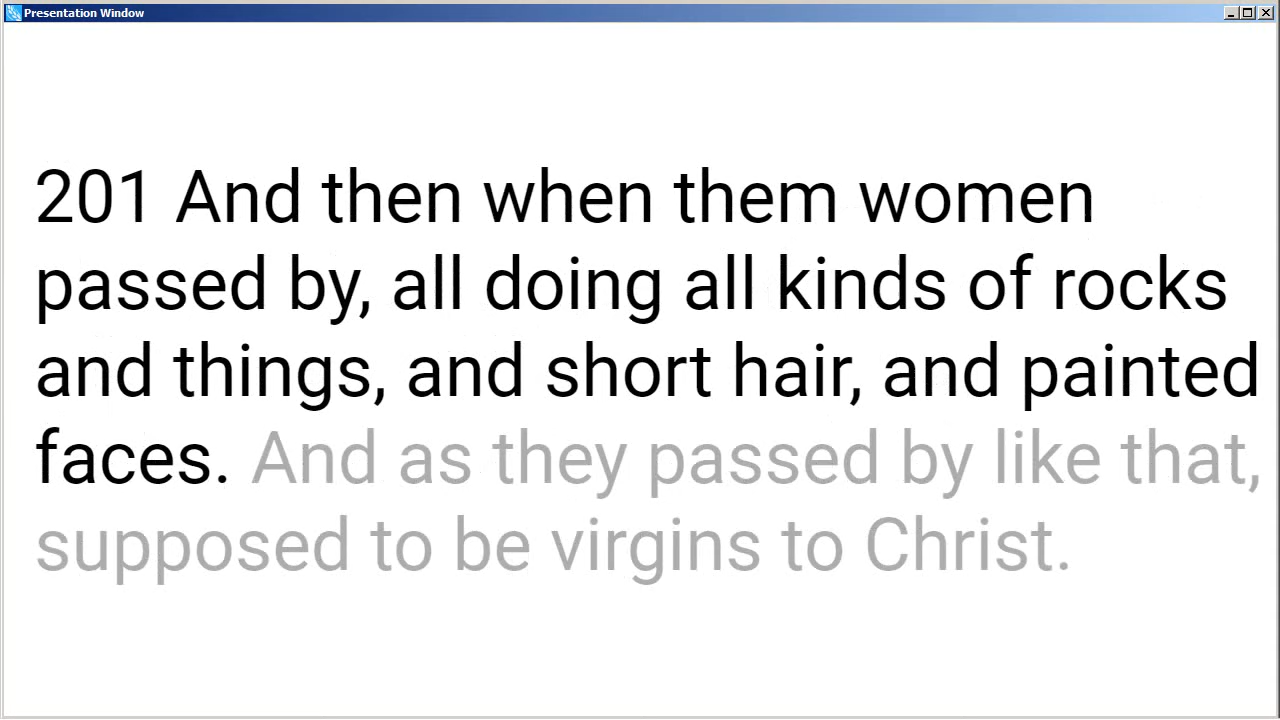 Presentation Window
201 And then when them women
passed by, all doing all kinds of rocks
and things, and short hair, and painted
faces. And as they passed by like that,
supposed to be virgins to Christ.